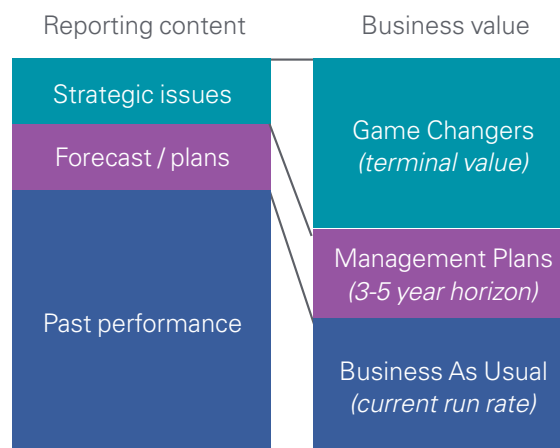 Reporting content
Business value
Strategic issues
Forecast / plans
Past performance
Game Changers
(terminal value)
Management Plans
(3-5 year horizon)
Business As Usual
(current run rate)